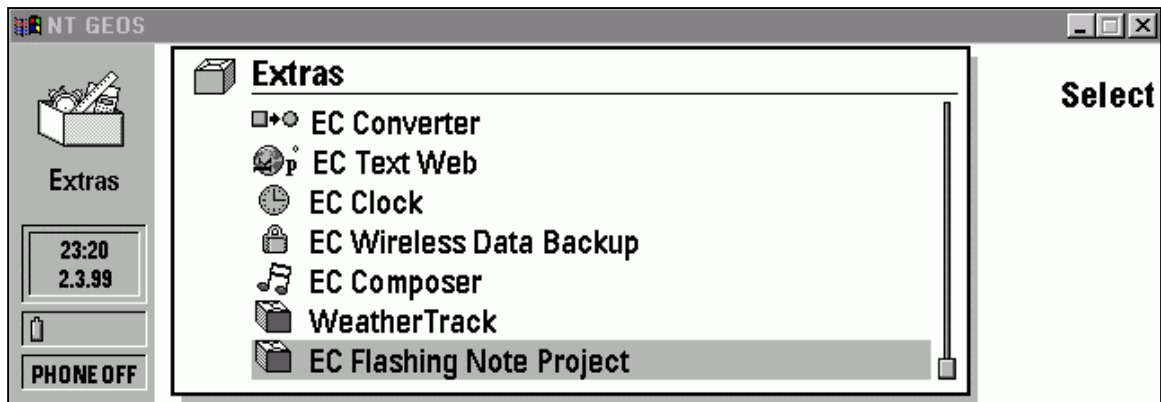 NT GEOS
Extras
Select
EC Converter
EC Text Web
Extras
EC Clock
EC Wireless Data Backup
23:20
2.3.99
EC Composer
WeatherTrack
EC Flashing Note Project
PHONE OFF